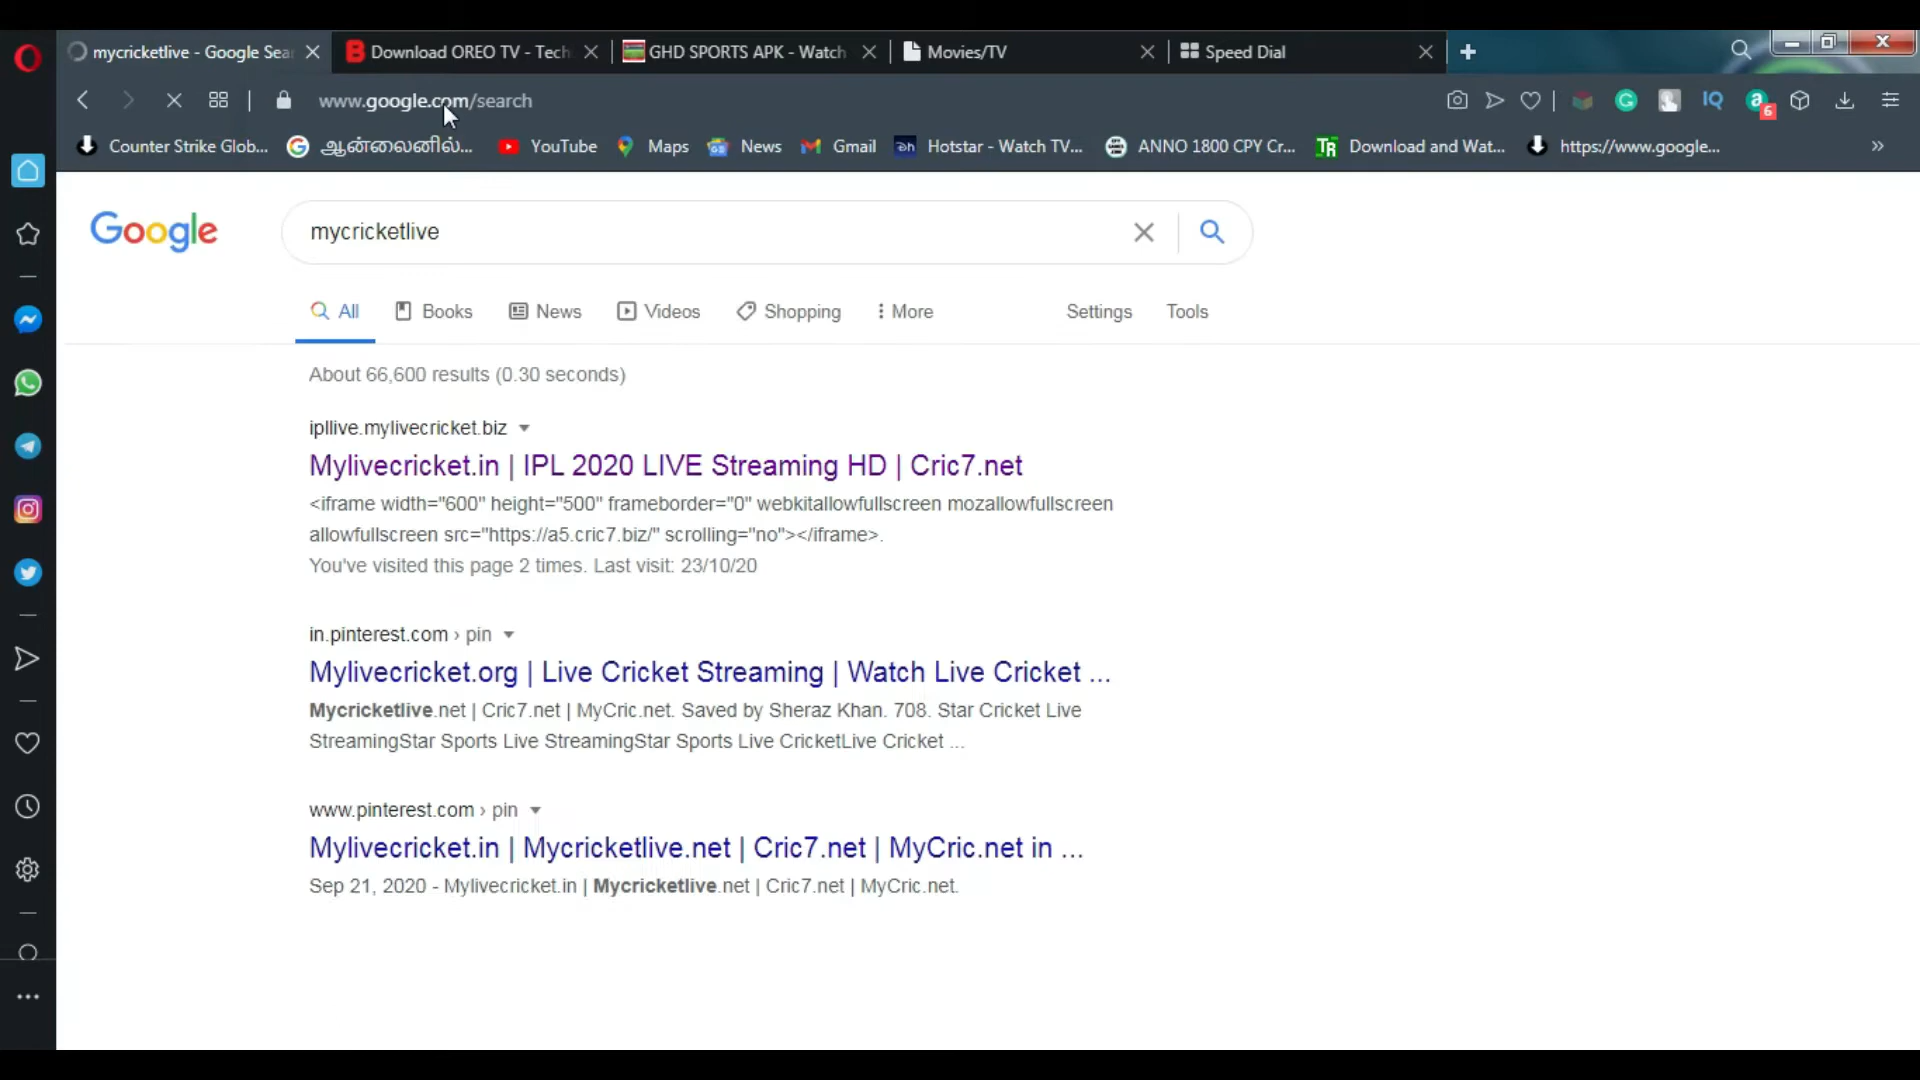 mycricketlive - Google Sea
Download OREO TV - Tech
GHD SPORTS APK - Watch
Movies/TV
Speed Dial
www.google.com/search
6
Counter Strike Glob...
ஆன்லைனில்...
YouTube
Maps
News
Gmail
Hotstar - Watch TV...
ANNO 1800 CPY Cr...
Download and Wat...
https://www.google...
Google
mycricketlive
All
Books
News
Videos
Shopping
More
Settings
Tools
About 66,600 results (0.30 seconds)
ipllive.mylivecricket.biz
Mylivecricket.in | IPL 2020 LIVE Streaming HD | Cric7.net
<iframe width="600" height="500" frameborder="0" webkitallowfullscreen mozallowfullscreen
allowfullscreen src="https://a5.cric7.biz/" scrolling="no"></iframe>.
You've visited this page 2 times. Last visit: 23/10/20
in.pinterest.com › pin
Mylivecricket.org | Live Cricket Streaming | Watch Live Cricket ...
Mycricketlive.net | Cric7.net | MyCric.net. Saved by Sheraz Khan. 708. Star Cricket Live
StreamingStar Sports Live StreamingStar Sports Live CricketLive Cricket ...
www.pinterest.com › pin
Mylivecricket.in | Mycricketlive.net | Cric7.net | MyCric.net in ...
Sep 21, 2020 - Mylivecricket.in | Mycricketlive.net | Cric7.net | MyCric.net.